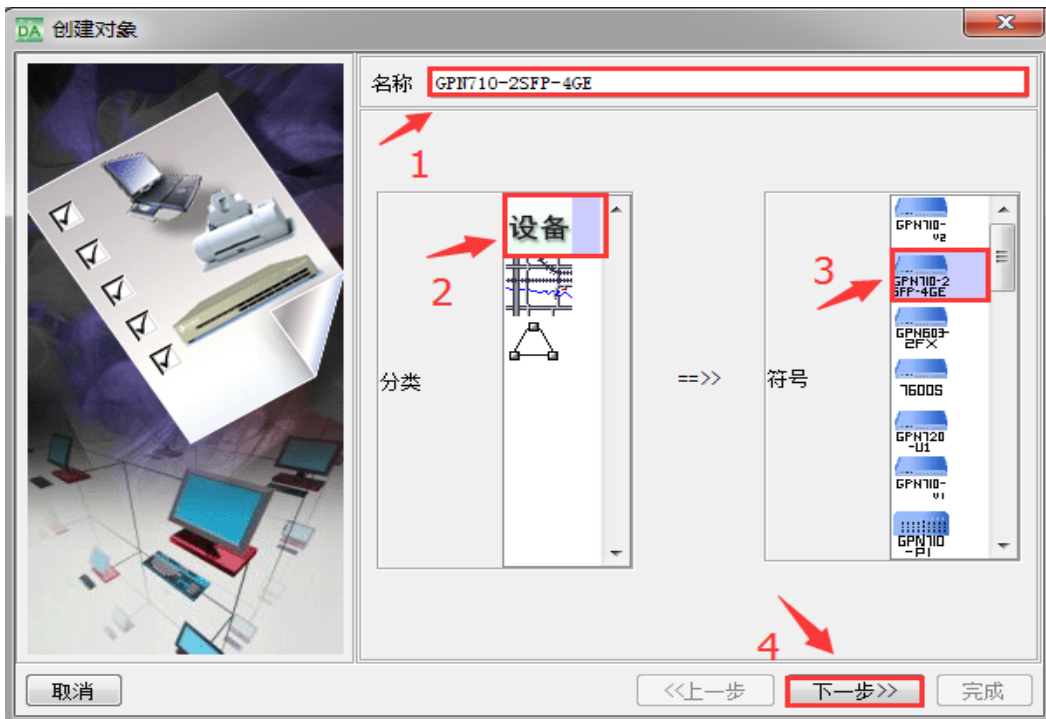 DA 创建对象
名称 GPN710-2SFP-4GE
1
分类
设备
2
==>>
符号
GPN710-
V2
3
GPN710-2
SFP-4GE
GPN603-
2FX
7600S
GPN720
-U1
GPN710-
V1
GPN710
-P1
4
取消 <<上一步 下一步>> 完成